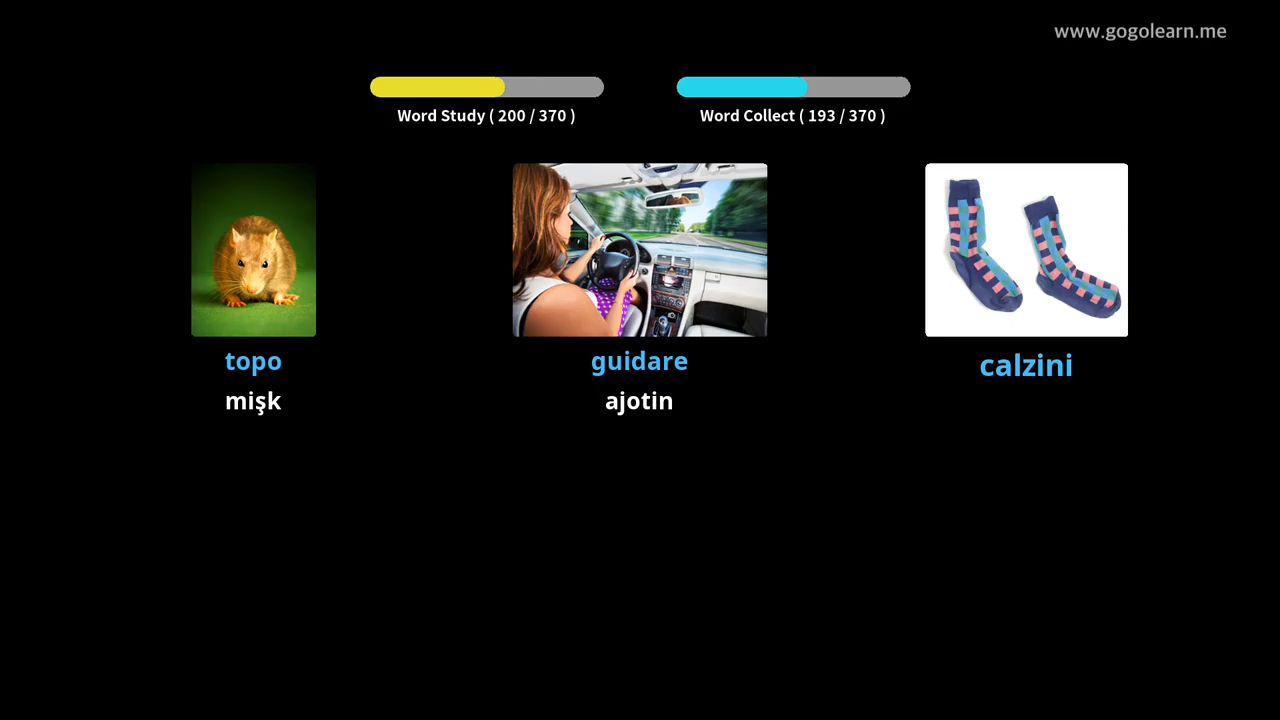 www.gogolearn.me
Word Study ( 200 / 370 )
Word Collect ( 193 / 370 )
topo
guidare
calzini
mişk
ajotin